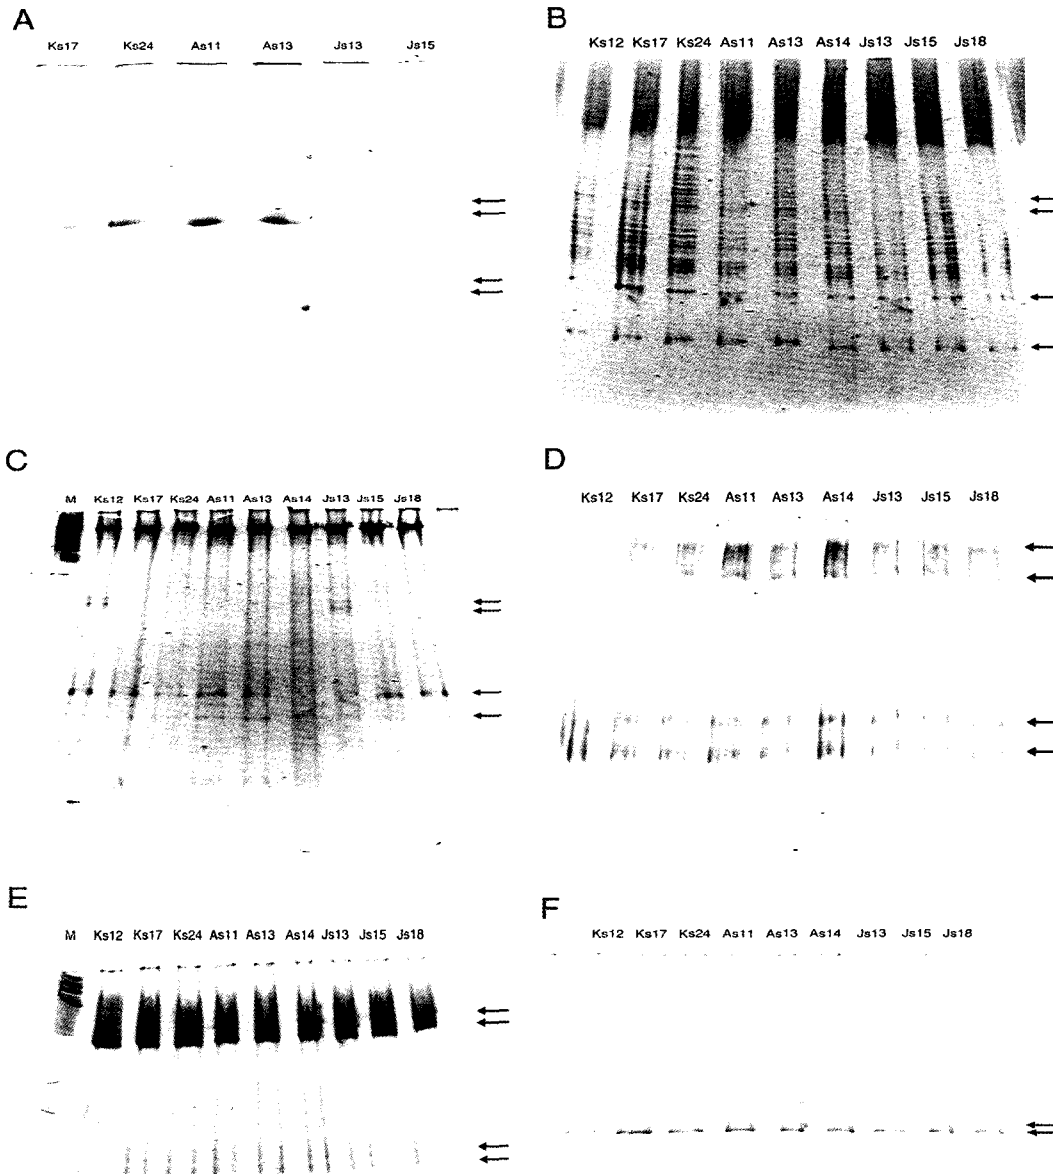 A
Ks17 Ks24 As11 As13 Js13 Js15
B
Ks12 Ks17 Ks24 As11 As13 As14 Js13 Js15 Js18
C
M Ks12 Ks17 Ks24 As11 As13 As14 Js13 Js15 Js18
D
Ks12 Ks17 Ks24 As11 As13 As14 Js13 Js15 Js18
E
M Ks12 Ks17 Ks24 As11 As13 As14 Js13 Js15 Js18
F
Ks12 Ks17 Ks24 As11 As13 As14 Js13 Js15 Js18